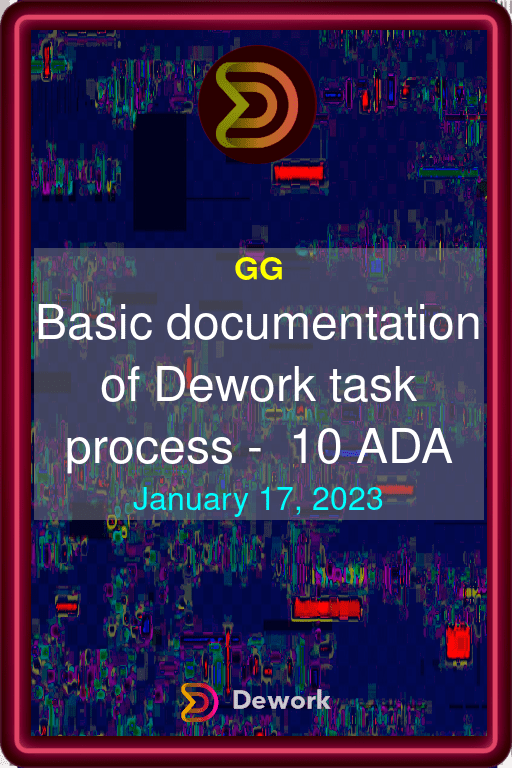 GG
Basic documentation
of Dework task
process -  10 ADA
January 17, 2023
Dework